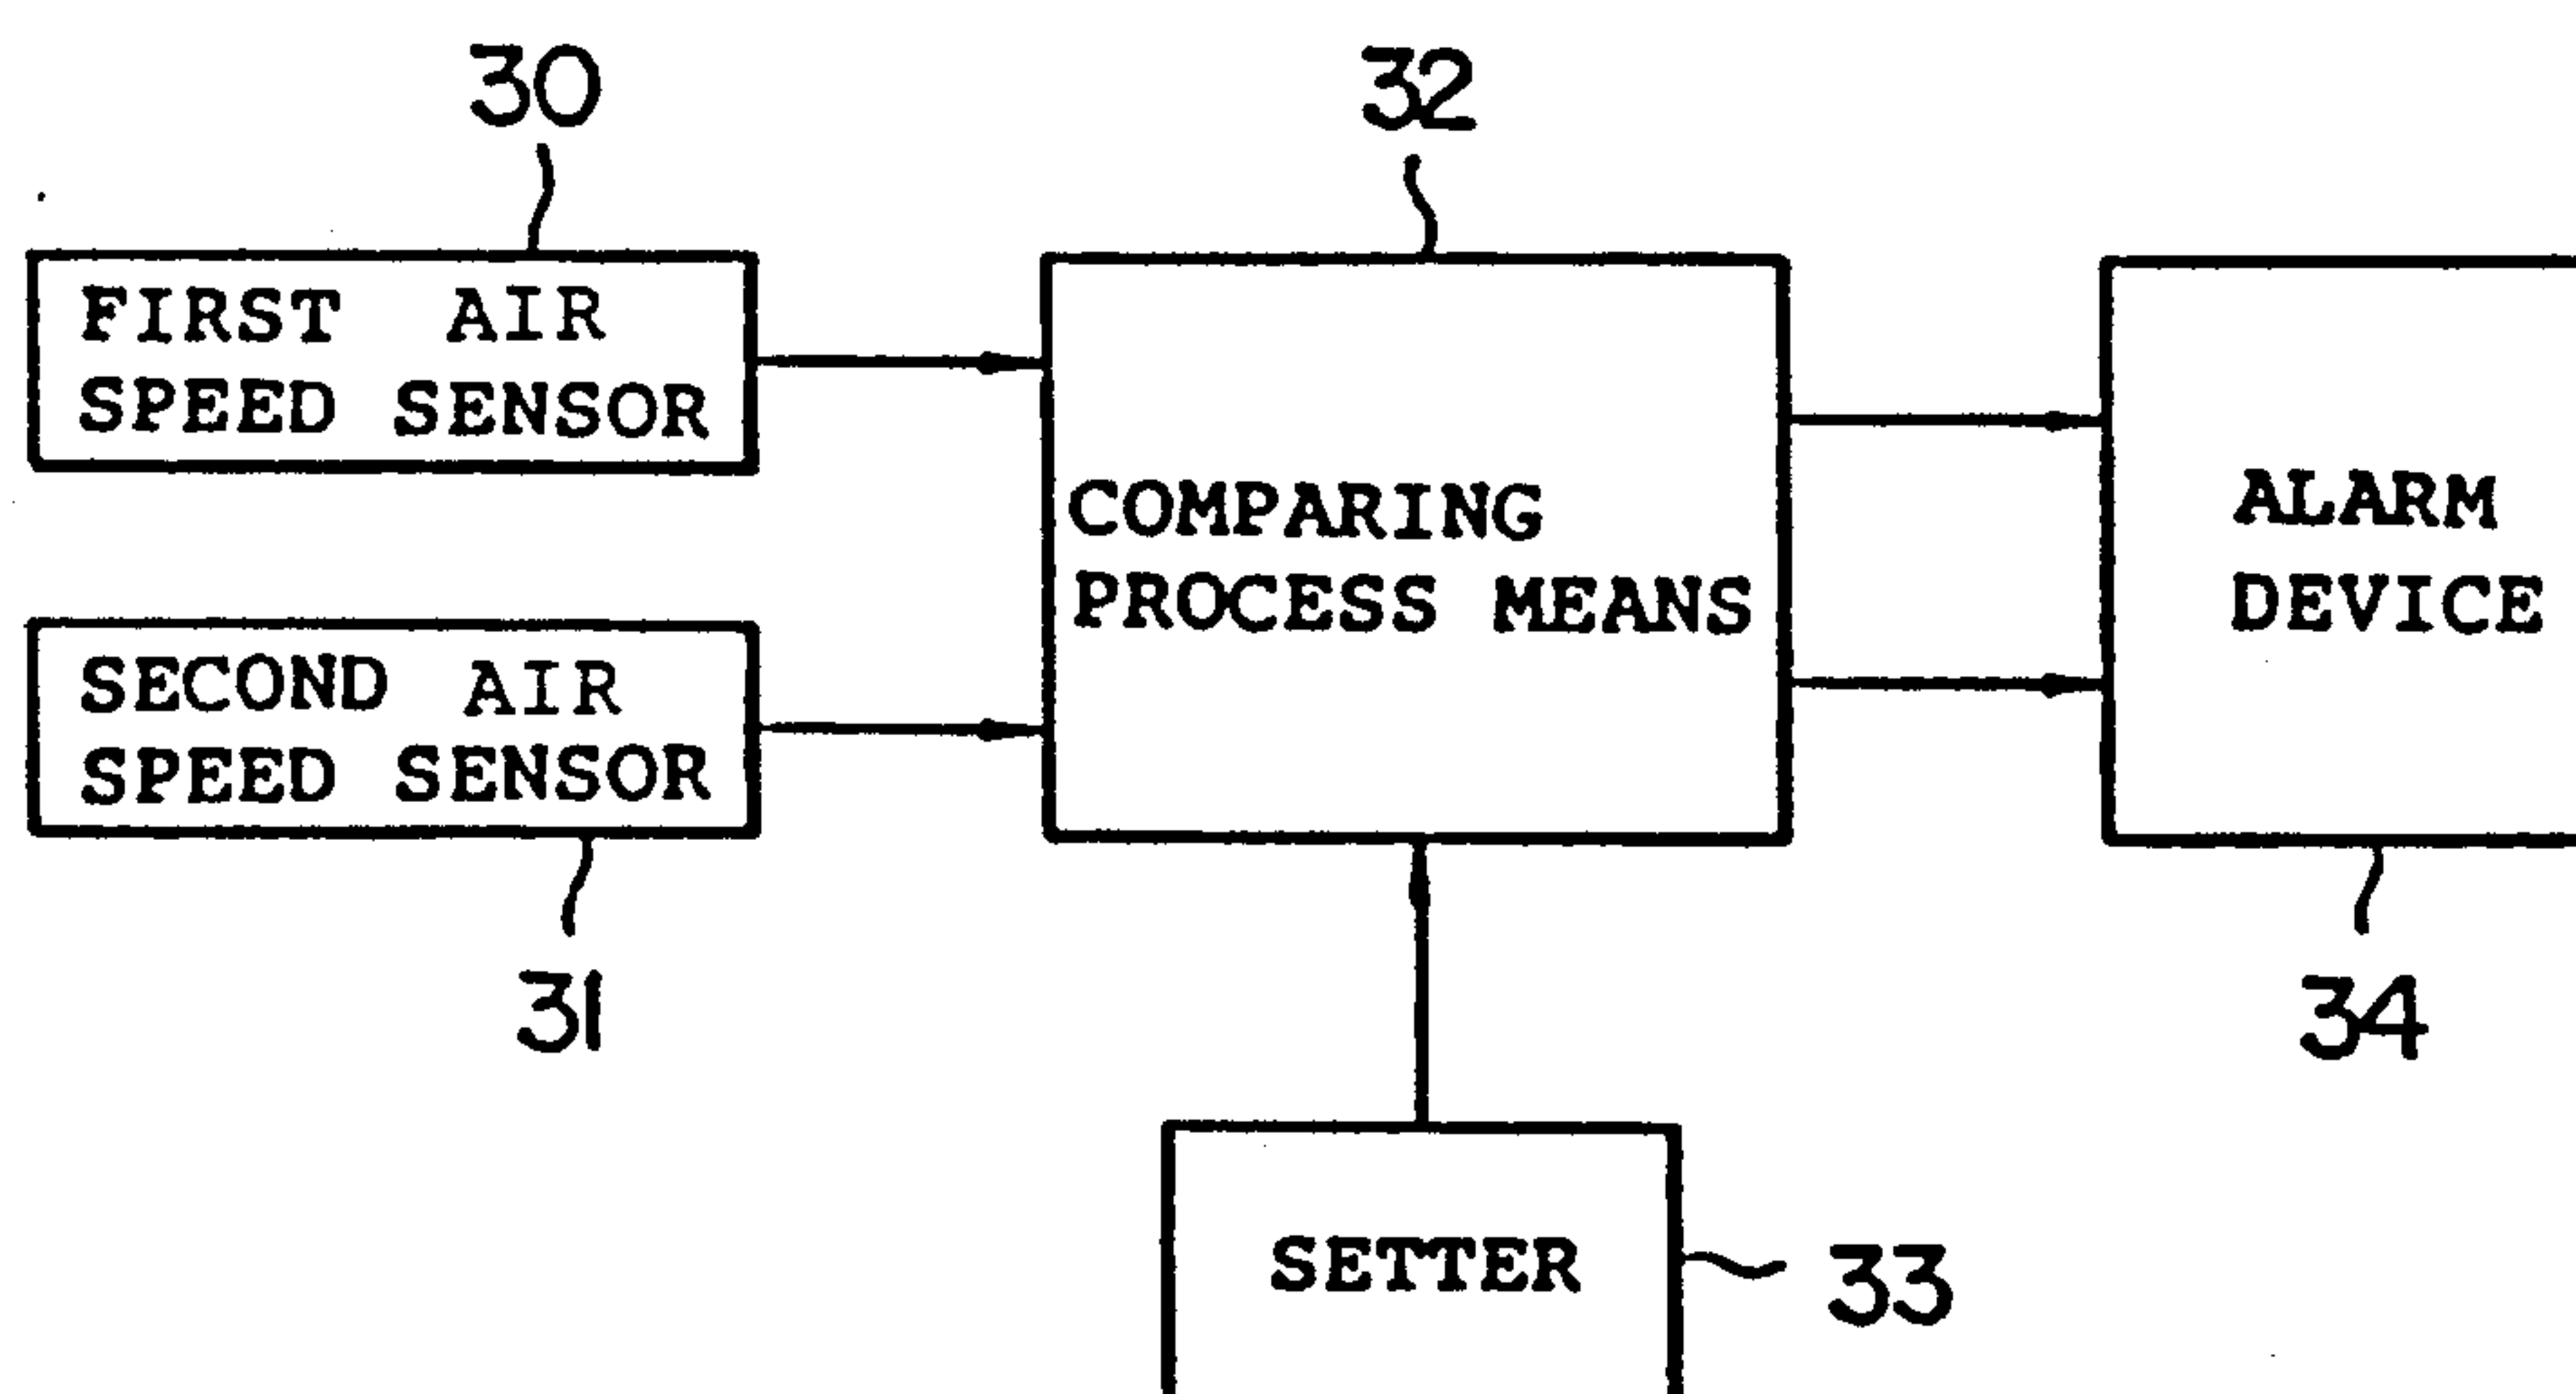 30
32
FIRST AIR
SPEED SENSOR
COMPARING
PROCESS MEANS
ALARM
DEVICE
SECOND AIR
SPEED SENSOR
31
34
SETTER
33